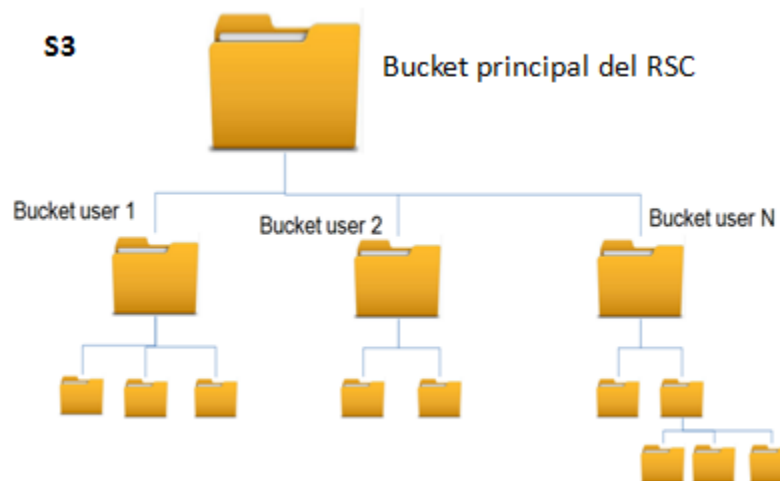 S3
Bucket principal del RSC
Bucket user 1
Bucket user 2
Bucket user N